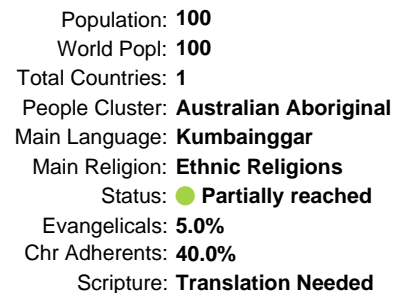 Population: 100
World Popl: 100
Total Countries: 1
People Cluster: Australian Aboriginal
Main Language: Kumbainggar
Main Religion: Ethnic Religions
Status: Partially reached
Evangelicals: 5.0%
Chr Adherents: 40.0%
Scripture: Translation Needed